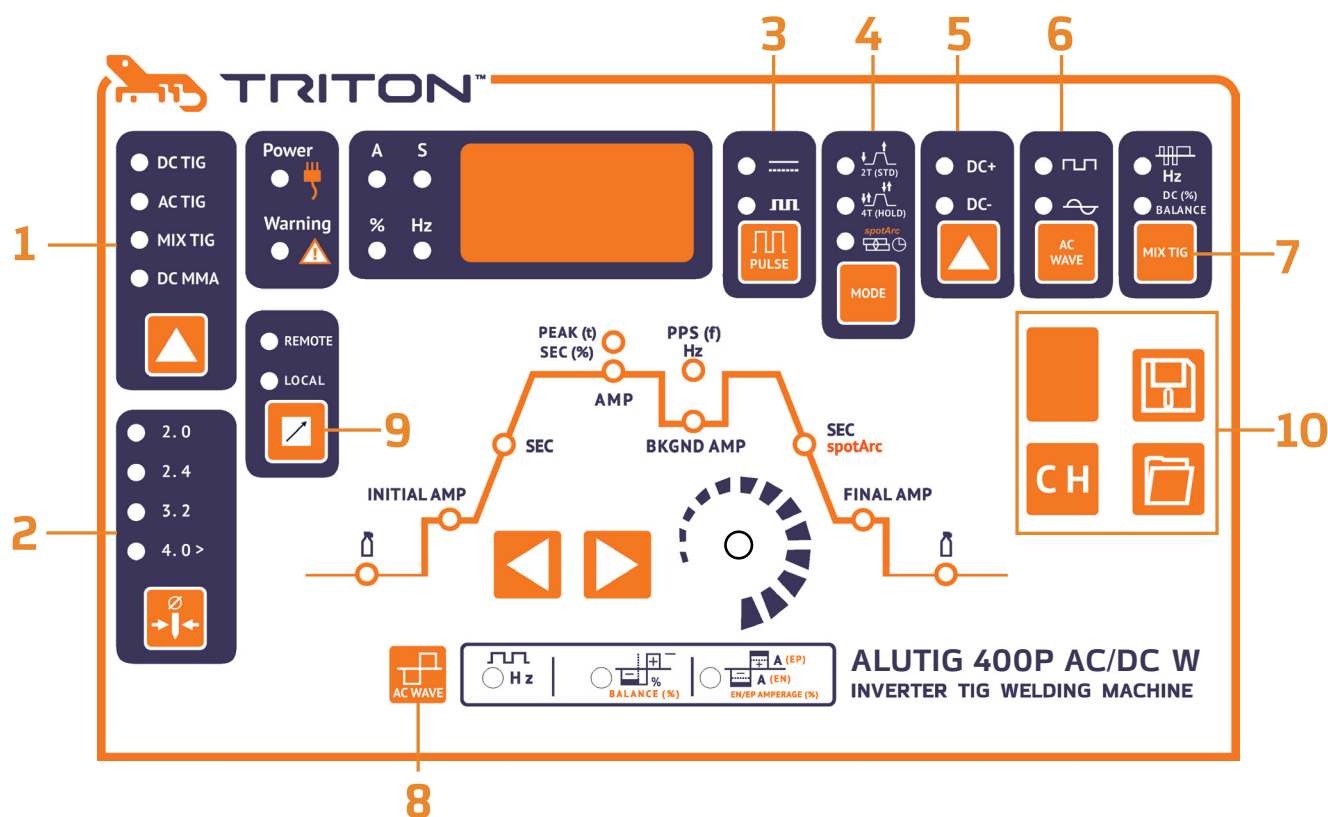 3
4
5
6
TRITON™
DC TIG
AC TIG
MIX TIG
DC MMA
1
Power
Warning
A S
% Hz
PULSE
2T (STD)
4T (HOLD)
spotArc
MODE
DC+
DC-
AC
WAVE
Hz
DC (%)
BALANCE
MIX TIG
7
REMOTE
LOCAL
9
2.0
2.4
3.2
4.0>
2
Ø
PEAK (t)
SEC (%)
AMP
PPS (f)
Hz
BKGND AMP
SEC
SEC
spotArc
INITIAL AMP
FINAL AMP
CH
10
AC WAVE
8
Hz
%
BALANCE (%)
A (EP)
A (EN)
EN/EP AMPERAGE (%)
ALUTIG 400P AC/DC W
INVERTER TIG WELDING MACHINE